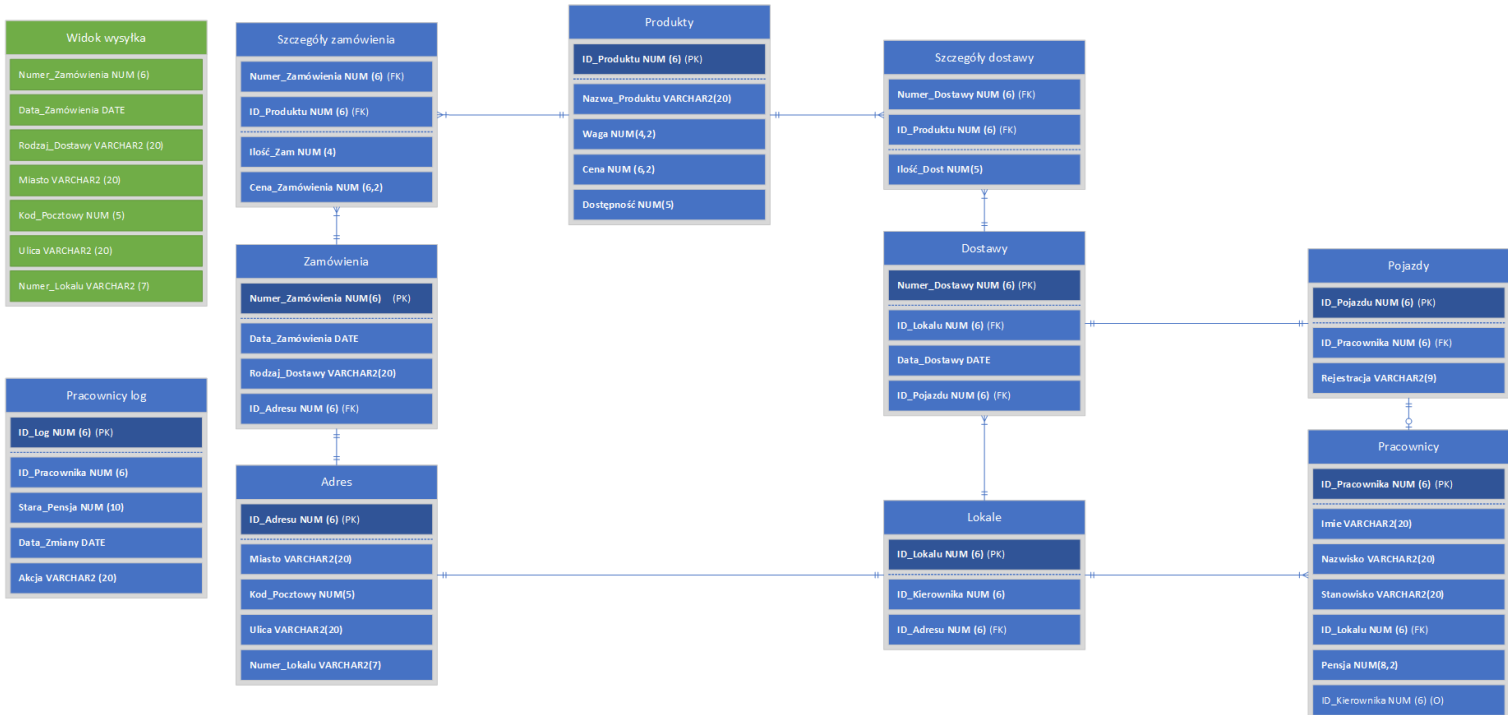 Widok wysyłka
Numer_Zamówienia NUM (6)
Data_Zamówienia DATE
Rodzaj_Dostawy VARCHAR2 (20)
Miasto VARCHAR2 (20)
Kod_Pocztowy NUM (5)
Ulica VARCHAR2 (20)
Numer_Lokalu VARCHAR2 (7)
Pracownicy log
ID_Log NUM (6) (PK)
ID_Pracownika NUM (6)
Stara_Pensja NUM (10)
Data_Zmiany DATE
Akcja VARCHAR2 (20)
Szczegóły zamówienia
Numer_Zamówienia NUM (6) (FK)
ID_Produktu NUM (6) (FK)
Ilość_Zam NUM (4)
Cena_Zamówienia NUM (6,2)
Zamówienia
Numer_Zamówienia NUM(6) (PK)
Data_Zamówienia DATE
Rodzaj_Dostawy VARCHAR2(20)
ID_Adresu NUM (6) (FK)
Adres
ID_Adresu NUM (6) (PK)
Miasto VARCHAR2(20)
Kod_Pocztowy NUM(5)
Ulica VARCHAR2(20)
Numer_Lokalu VARCHAR2(7)
Produkty
ID_Produktu NUM (6) (PK)
Nazwa_Produktu VARCHAR2(20)
Waga NUM(4,2)
Cena NUM (6,2)
Dostępność NUM(5)
Szczegóły dostawy
Numer_Dostawy NUM (6) (FK)
ID_Produktu NUM (6) (FK)
Ilość_Dost NUM(5)
Dostawy
Numer_Dostawy NUM (6) (PK)
ID_Lokalu NUM (6) (FK)
Data_Dostawy DATE
ID_Pojazdu NUM (6) (FK)
Lokale
ID_Lokalu NUM (6) (PK)
ID_Kierownika NUM (6)
ID_Adresu NUM (6) (FK)
Pojazdy
ID_Pojazdu NUM (6) (PK)
ID_Pracownika NUM (6) (FK)
Rejestracja VARCHAR2(9)
Pracownicy
ID_Pracownika NUM (6) (PK)
Imie VARCHAR2(20)
Nazwisko VARCHAR2(20)
Stanowisko VARCHAR2(20)
ID_Lokalu NUM (6) (FK)
Pensja NUM(8,2)
ID_Kierownika NUM (6) (O)